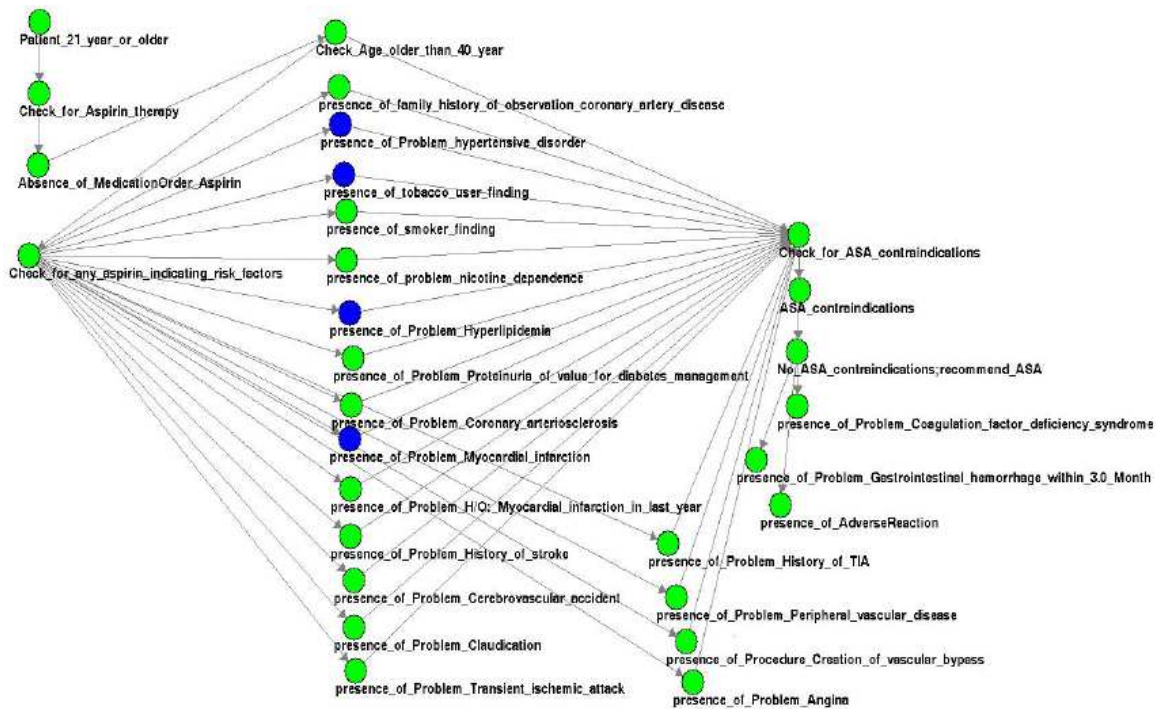 Patient_21_year_or_older
Check_for_Aspirin_therapy
Absence_of_MedicationOrder_Aspirin
Check_for_any_aspirin_indicating_risk_factors
Check_Age_older_than_40_year
presence_of_family_history_of_observation_coronary_artery_disease
presence_of_Problem_hypertensive_disorder
presence_of_tobacco_user_finding
presence_of_smoker_finding
presence_of_problem_nicotine_dependence
presence_of_Problem_Hyperlipidemia
presence_of_Problem_Proteinuria_of_value_for_diabetes_management
presence_of_Problem_Coronary_arteriosclerosis
presence_of_Problem_Myocardial_infarction
presence_of_Problem_H/O:_Myocardial_infarction_in_last_year
presence_of_Problem_History_of_stroke
presence_of_Problem_Cerebrovascular_accident
presence_of_Problem_Claudication
presence_of_Problem_Transient_ischemic_attack
presence_of_Problem_History_of_TIA
presence_of_Problem_Peripheral_vascular_disease
presence_of_Procedure_Creation_of_vascular_bypass
presence_of_Problem_Angina
Check_for_ASA_contraindications
ASA_contraindications
No_ASA_contraindications;recommend_ASA
presence_of_Problem_Coagulation_factor_deficiency_syndrome
presence_of_Problem_Gastrointestinal_hemorrhage_within_3.0_Month
presence_of_AdverseReaction